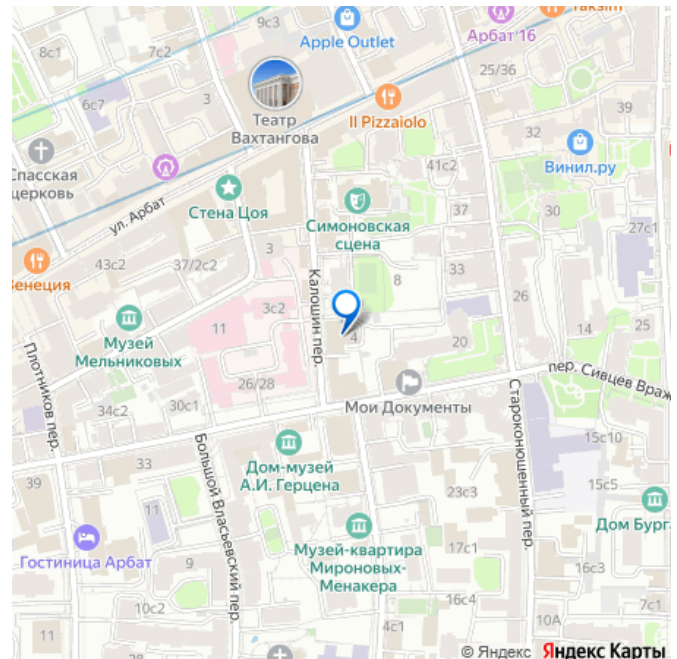 9с3
7с2
8с1
Apple Outlet
Арбат 16
25/36
6с7
3
Театр
Вахтангова
Il Pizzaiolo
39
32
Спасская
церковь
41с2
Винил.ру
ул. Арбат
Стена Цоя
37
30
Симоновская
сцена
27с1
3
43с2
37/2с2
Калошин пер.
8
33
26
Венеция
3с2
11
4
14
25
Музей
Мельниковых
20
Плотников пер.
26/28
пер. Сивцев Враж
34с2
30с1
Мои Документы
Староконюшенный пер.
33
Большой Власьевский пер.
Дом-музей
А.И. Герцена
15с10
39
23с3
15с5
11
Дом Бург
Музей-квартира
Мироновых-
Менакера
Гостиница Арбат
9
17с1
16с3
10с2
16с4
7с1
11
4с1
10А
© Яндекс Яндекс Карты